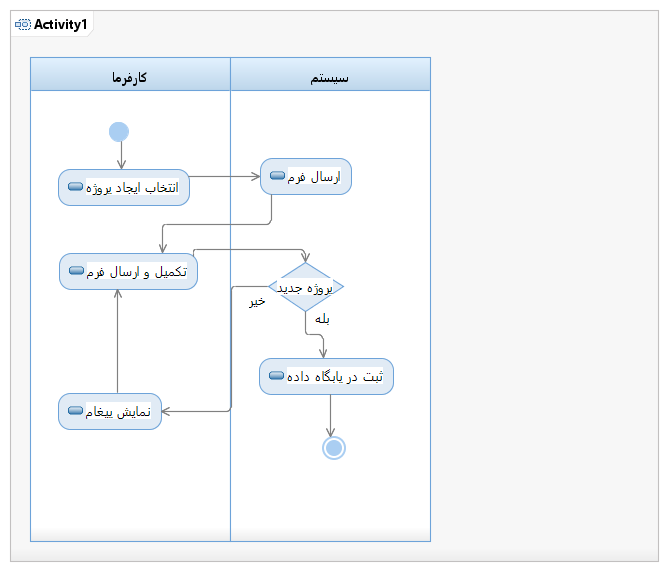 Activity1
کارفرما
سیستم
انتخاب ایجاد پروژه
ارسال فرم
تکمیل و ارسال فرم
پروژه جدید
خیر
بله
ثبت در پایگاه داده
نمایش پیغام